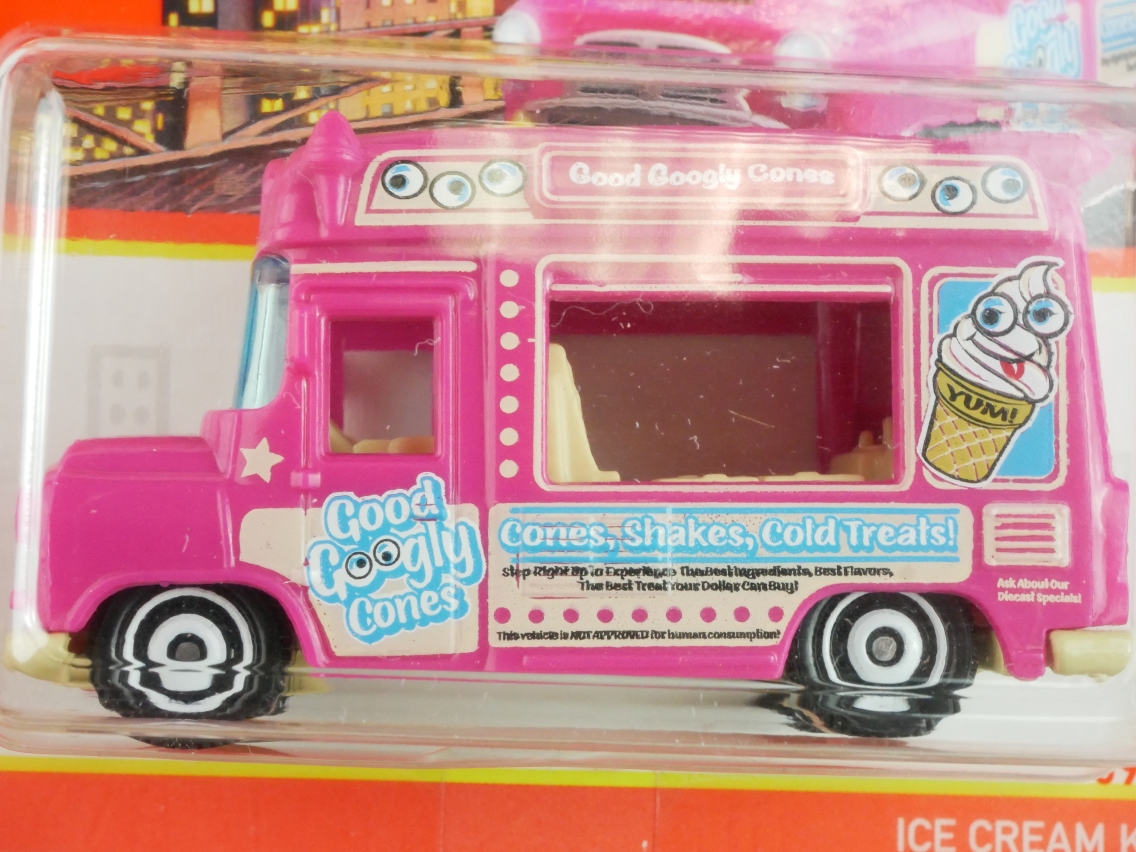 Good Googly Cones
YUM!
Good
Googly
Cones
Cones, Shakes, Cold Treats!
Step Right Up to Experience The Best Ingredients, Best Flavors,
The Best Treat Your Dollar Can Buy!
This vehicle is NOT APPROVED for human consumption!
Ask About Our
Diecast Specials!
ICE CREAM K